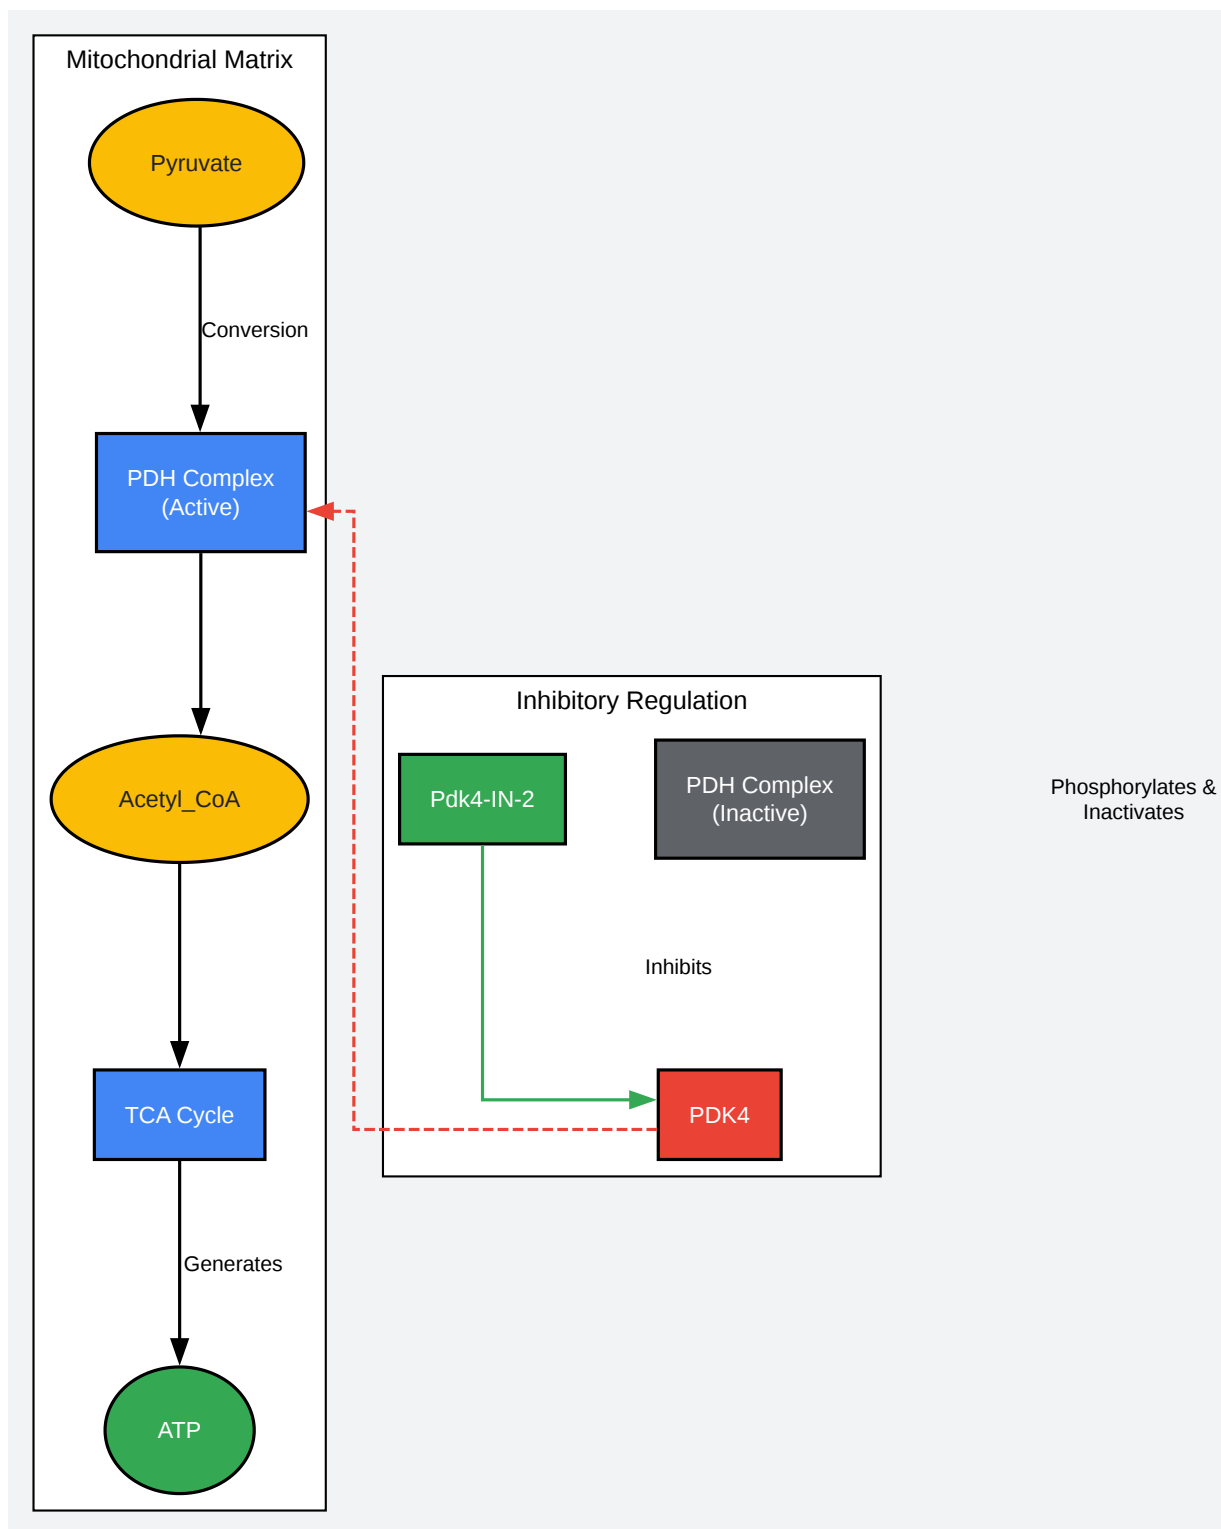 Mitochondrial Matrix
Pyruvate
Conversion
PDH Complex
(Active)
Acetyl_CoA
TCA Cycle
Generates
ATP
Inhibitory Regulation
Pdk4-IN-2
PDH Complex
(Inactive)
Inhibits
PDK4
Phosphorylates &
Inactivates